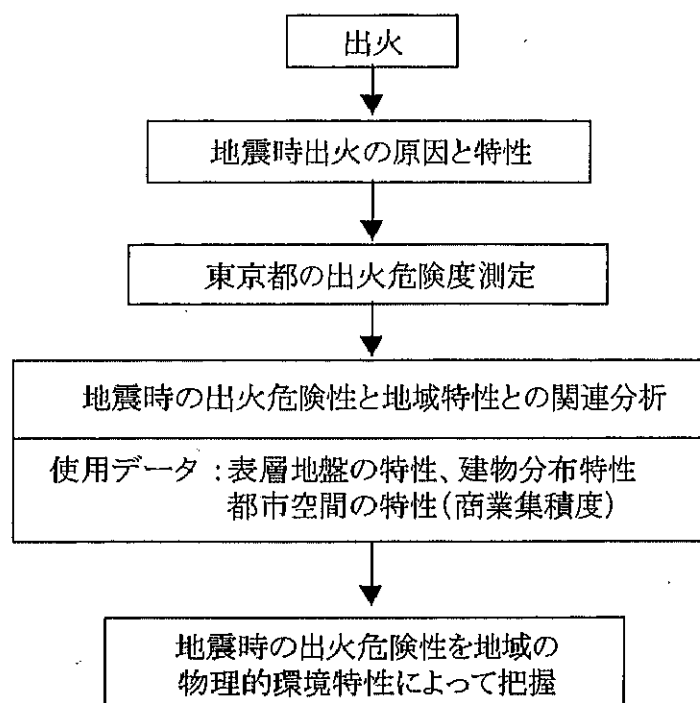 出火
地震時出火の原因と特性
東京都の出火危険度測定
地震時の出火危険性と地域特性との関連分析
使用データ：表層地盤の特性、建物分布特性
都市空間の特性(商業集積度)
地震時の出火危険性を地域の
物理的環境特性によって把握